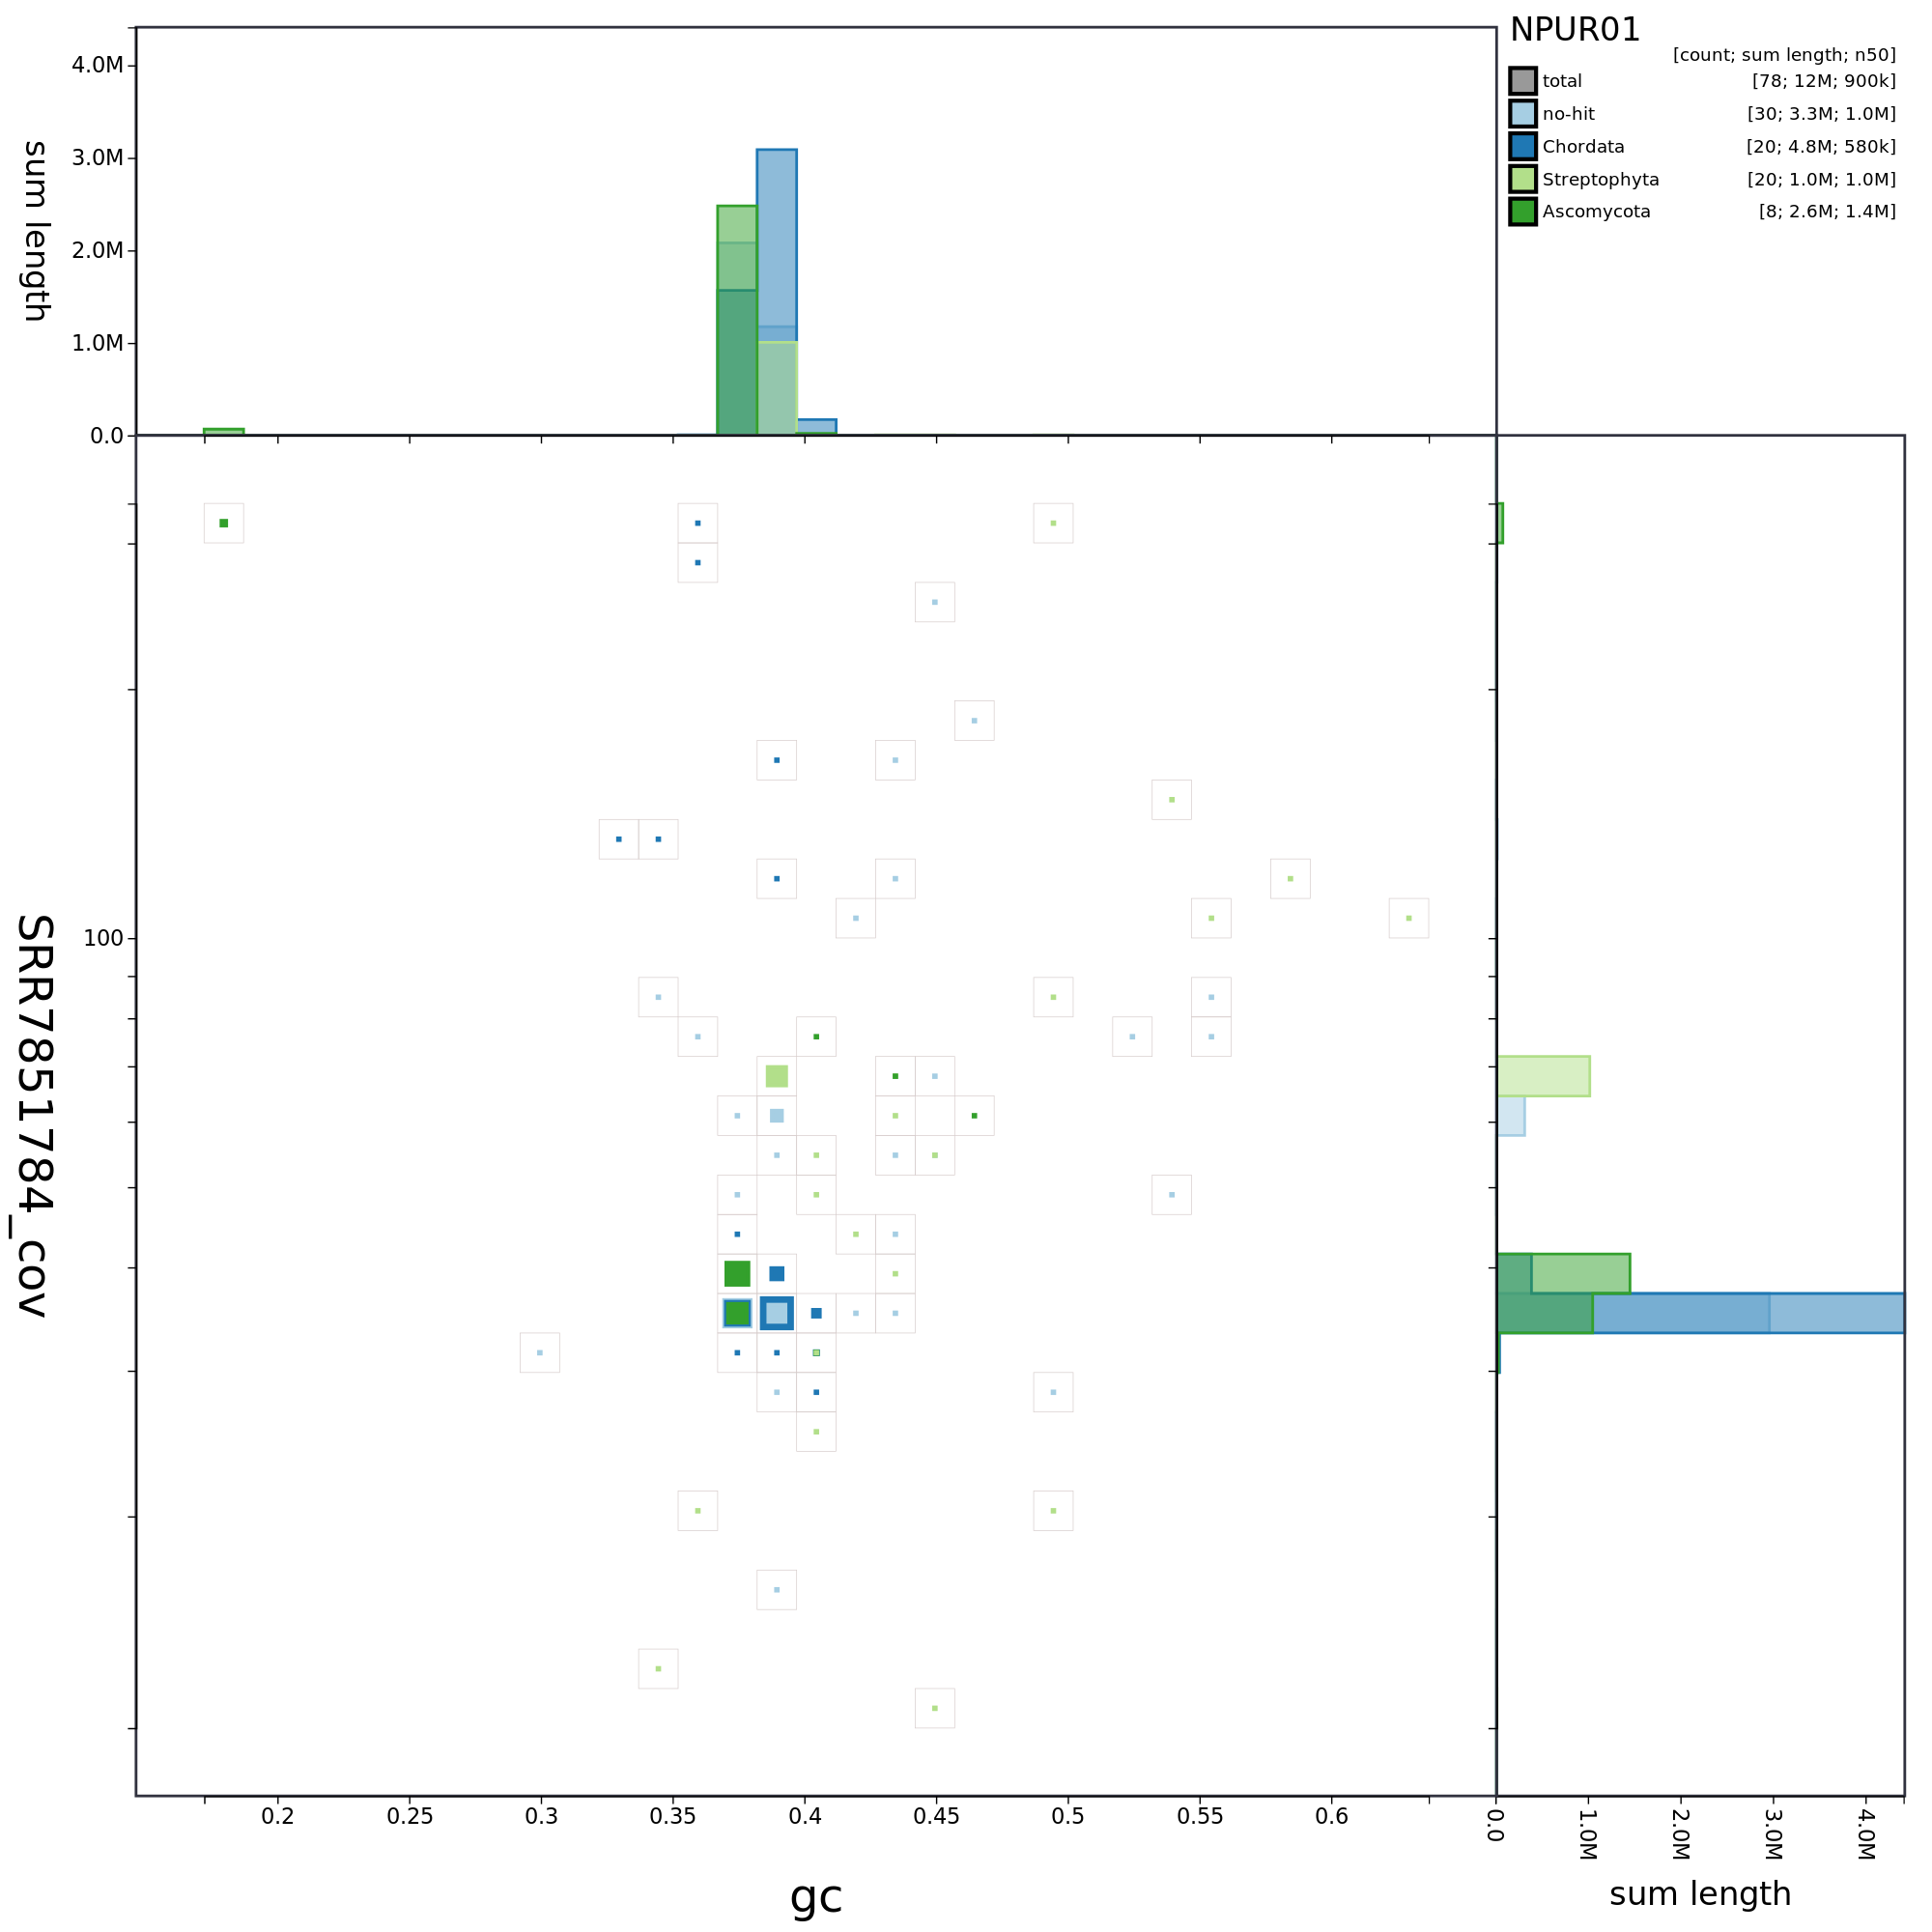 NPUR01
[count; sum length; n50]
total [78; 12M; 900k]
no-hit [30; 3.3M; 1.0M]
Chordata [20; 4.8M; 580k]
Streptophyta [20; 1.0M; 1.0M]
Ascomycota [8; 2.6M; 1.4M]
sum length
4.0M
3.0M
2.0M
1.0M
0.0
SRR7851784_cov
100
0.2 0.25 0.3 0.35 0.4 0.45 0.5 0.55 0.6
gc
0.0 1.0M 2.0M 3.0M 4.0M
sum length